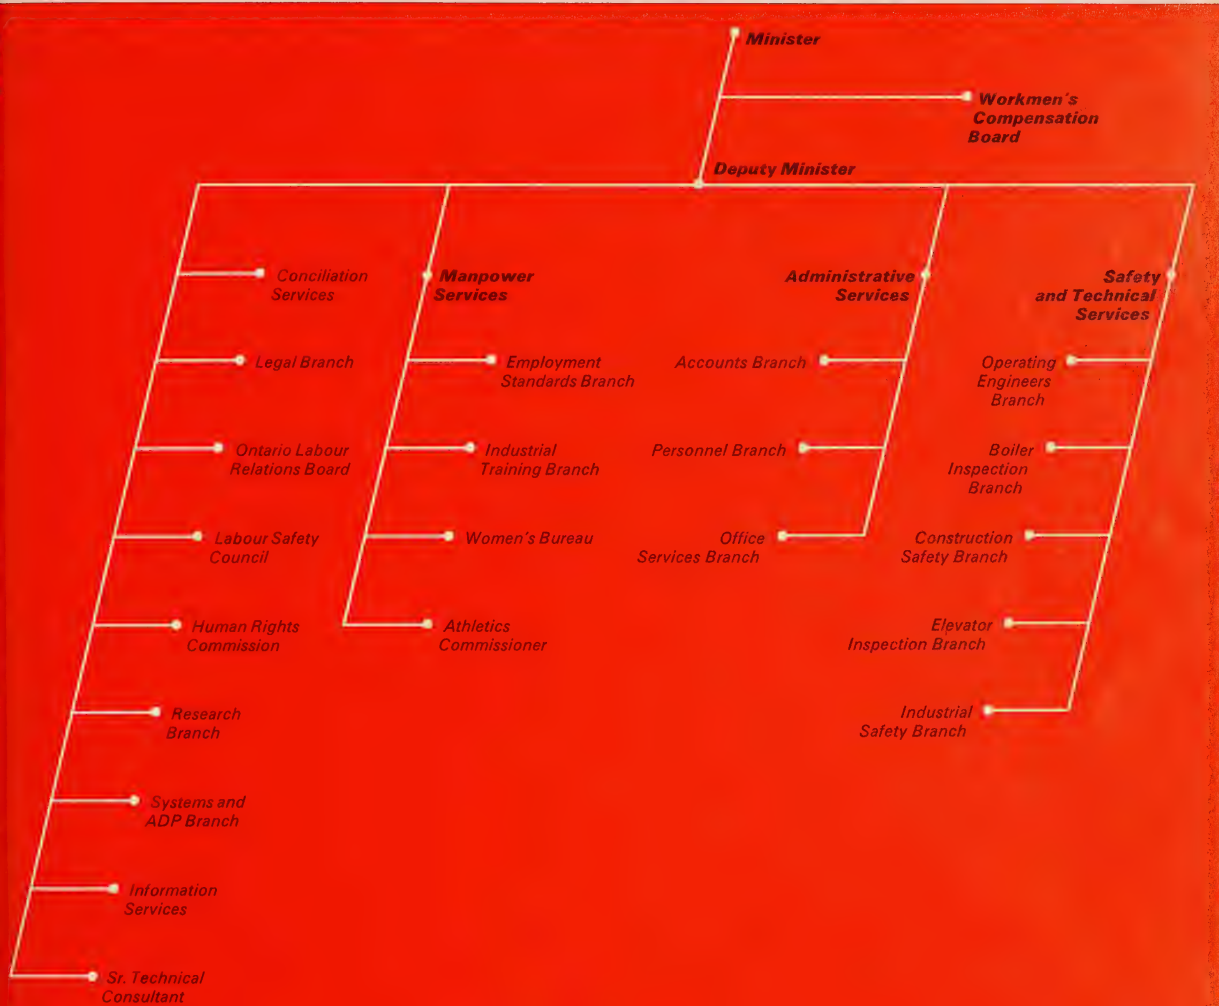 Minister
Workmen's
Compensation
Board
Deputy Minister
Conciliation
Services
Legal Branch
Ontario Labour
Relations Board
Labour Safety
Council
Human Rights
Commission
Research
Branch
Systems and
ADP Branch
Information
Services
Sr. Technical
Consultant
Manpower
Services
Employment
Standards Branch
Industrial
Training Branch
Women's Bureau
Athletics
Commissioner
Administrative
Services
Accounts Branch
Personnel Branch
Office
Services Branch
Safety
and Technical
Services
Operating
Engineers
Branch
Boiler
Inspection
Branch
Construction
Safety Branch
Elevator
Inspection Branch
Industrial
Safety Branch